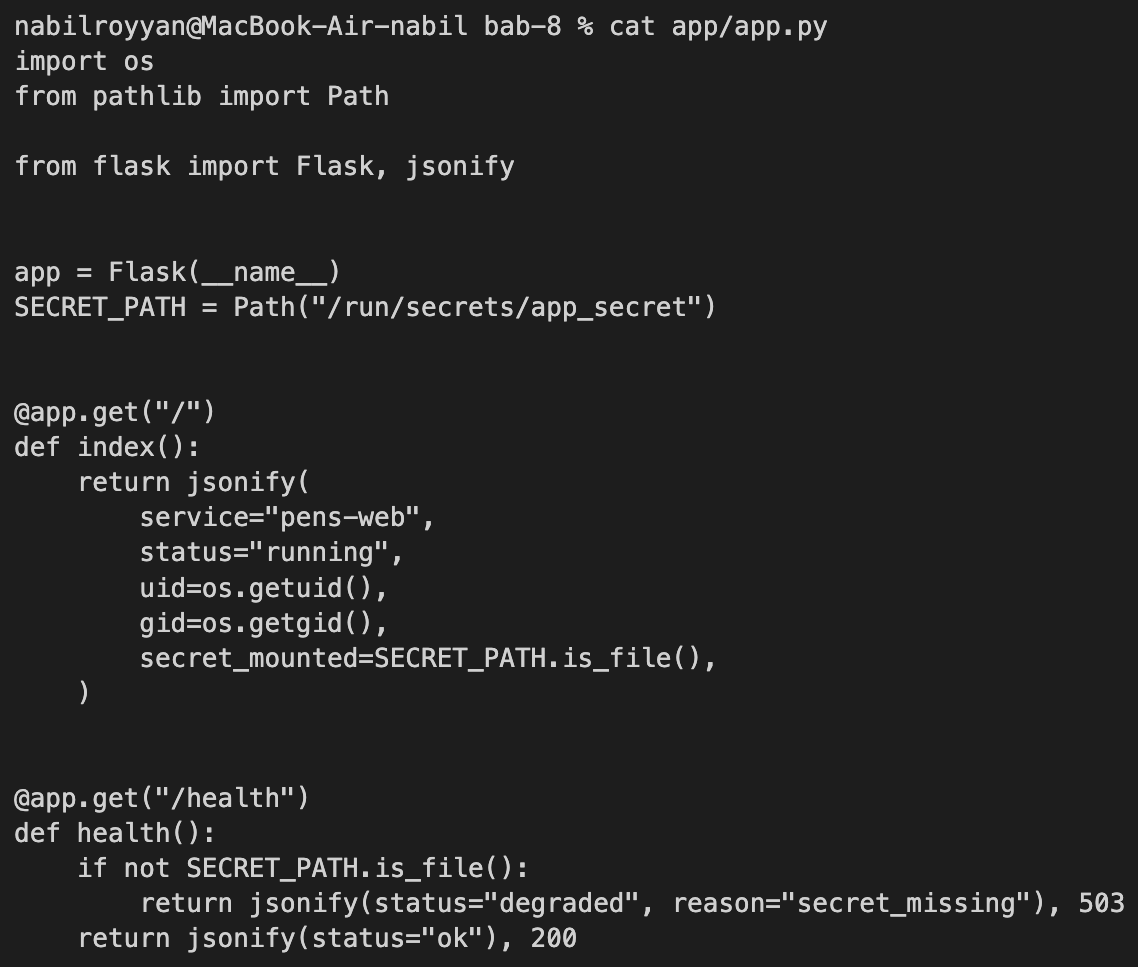 nabilroyyan@MacBook-Air-nabil bab-8 % cat app/app.py
import os
from pathlib import Path

from flask import Flask, jsonify


app = Flask(__name__)
SECRET_PATH = Path("/run/secrets/app_secret")


@app.get("/")
def index():
    return jsonify(
        service="pens-web",
        status="running",
        uid=os.getuid(),
        gid=os.getgid(),
        secret_mounted=SECRET_PATH.is_file(),
    )


@app.get("/health")
def health():
    if not SECRET_PATH.is_file():
        return jsonify(status="degraded", reason="secret_missing"), 503
    return jsonify(status="ok"), 200